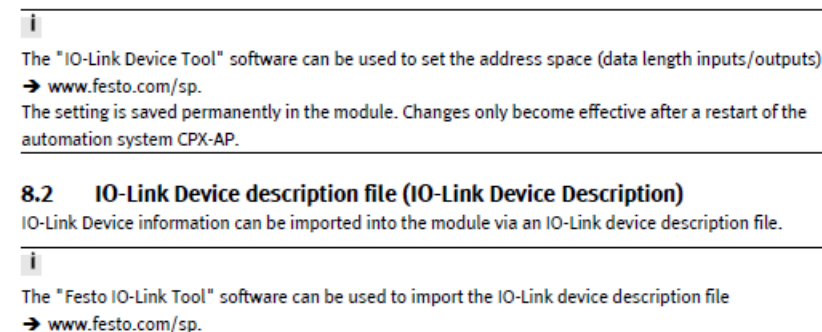 i
The "IO-Link Device Tool" software can be used to set the address space (data length inputs/outputs)
➔ www.festo.com/sp.
The setting is saved permanently in the module. Changes only become effective after a restart of the
automation system CPX-AP.
8.2 IO-Link Device description file (IO-Link Device Description)
IO-Link Device information can be imported into the module via an IO-Link device description file.
i
The "Festo IO-Link Tool" software can be used to import the IO-Link device description file
➔ www.festo.com/sp.